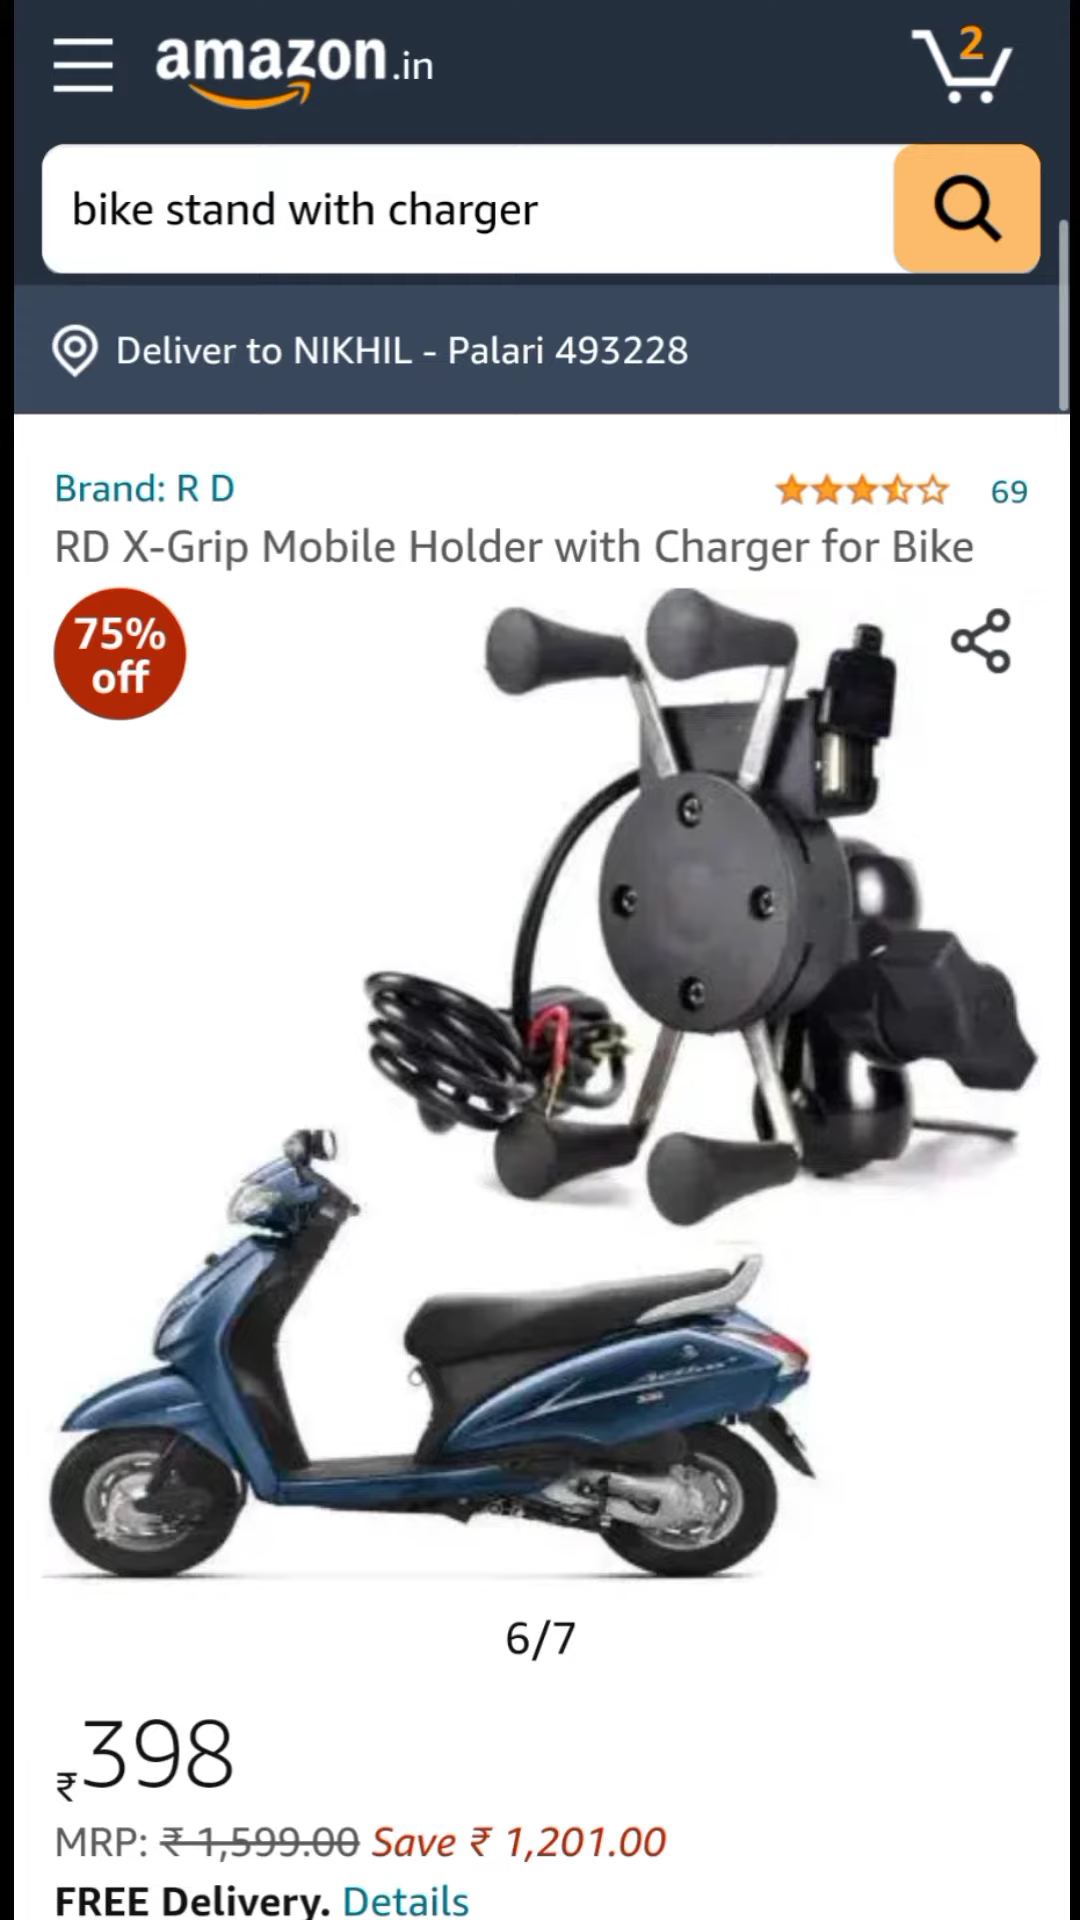 amazon.in
2
bike stand with charger
Deliver to NIKHIL - Palari 493228
Brand: R D
69
RD X-Grip Mobile Holder with Charger for Bike
75%
off
6/7
₹398
MRP: ₹ 1,599.00 Save ₹ 1,201.00
FREE Delivery. Details